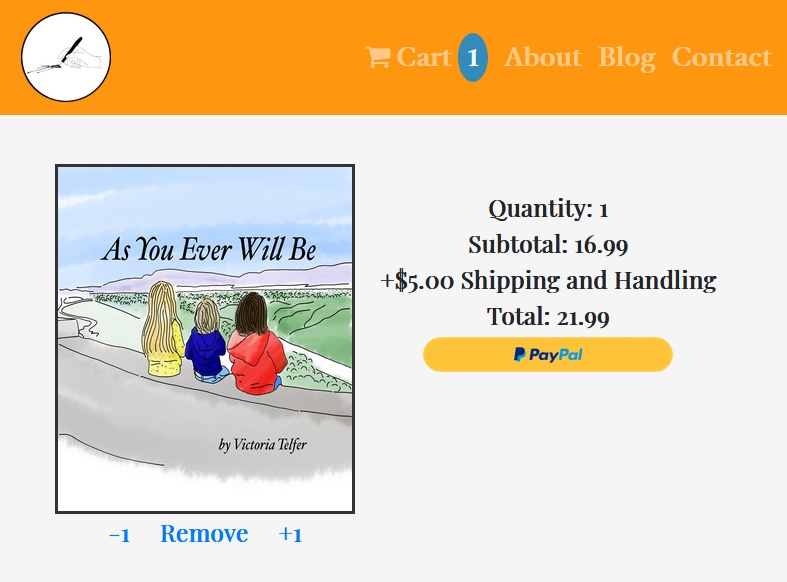 Cart 1 About Blog Contact
As You Ever Will Be
by Victoria Telfer
Quantity: 1
Subtotal: 16.99
+$5.00 Shipping and Handling
Total: 21.99
PayPal
-1 Remove +1